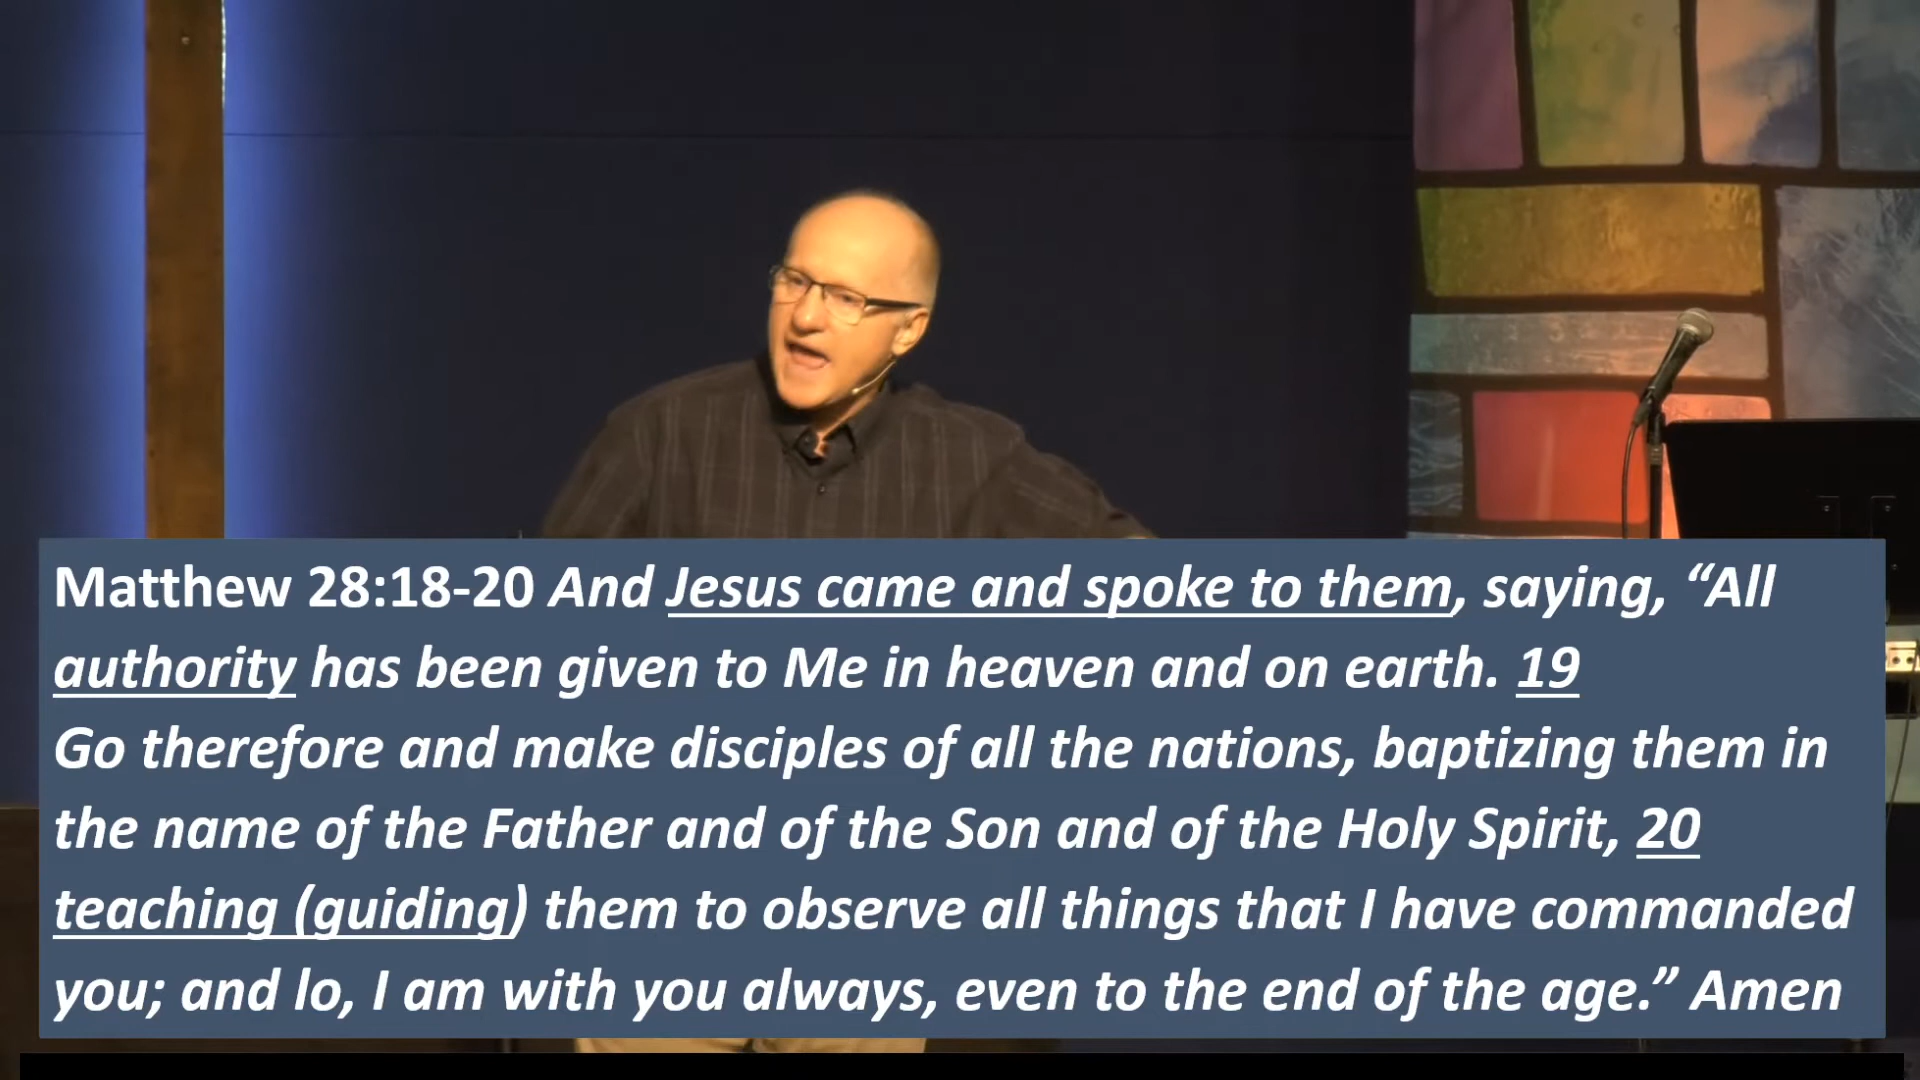 Matthew 28:18-20 And Jesus came and spoke to them, saying, “All
authority has been given to Me in heaven and on earth. 19
Go therefore and make disciples of all the nations, baptizing them in
the name of the Father and of the Son and of the Holy Spirit, 20
teaching (guiding) them to observe all things that I have commanded
you; and lo, I am with you always, even to the end of the age.” Amen